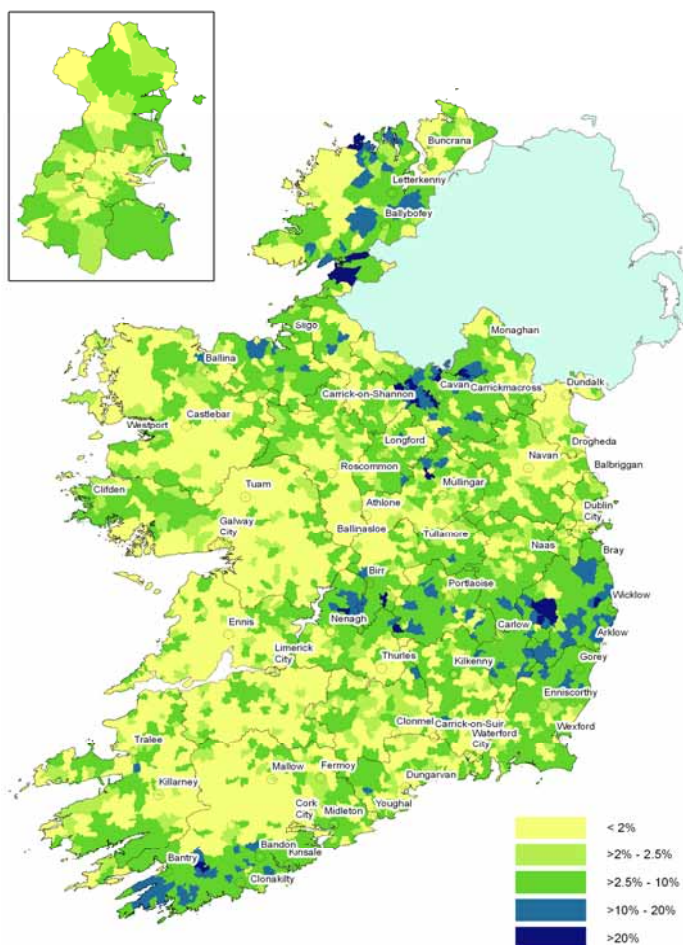 Buncrana
Letterkenny
Ballybofey
Sligo
Monaghan
Ballina
Cavan
Carrick-on-Shannon
Carrickmacross
Dundalk
Castlebar
Westport
Longford
Drogheda
Navan
Balbriggan
Roscommon
Mullingar
Tuam
Clifden
Athlone
Dublin
City
Galway
City
Ballinasloe
Tullamore
Naas
Bray
Birr
Portlaoise
Wicklow
Ennis
Nenagh
Carlow
Arklow
Limerick
City
Thurles
Kilkenny
Gorey
Enniscorthy
Clonmel
Carrick-on-Suir
Wexford
Waterford
City
Tralee
Mallow
Fermoy
Dungarvan
Killarney
Cork
City
Youghal
Midleton
Bandon
Kinsale
Bantry
Clonakilty
< 2%
>2% - 2.5%
>2.5% - 10%
>10% - 20%
>20%